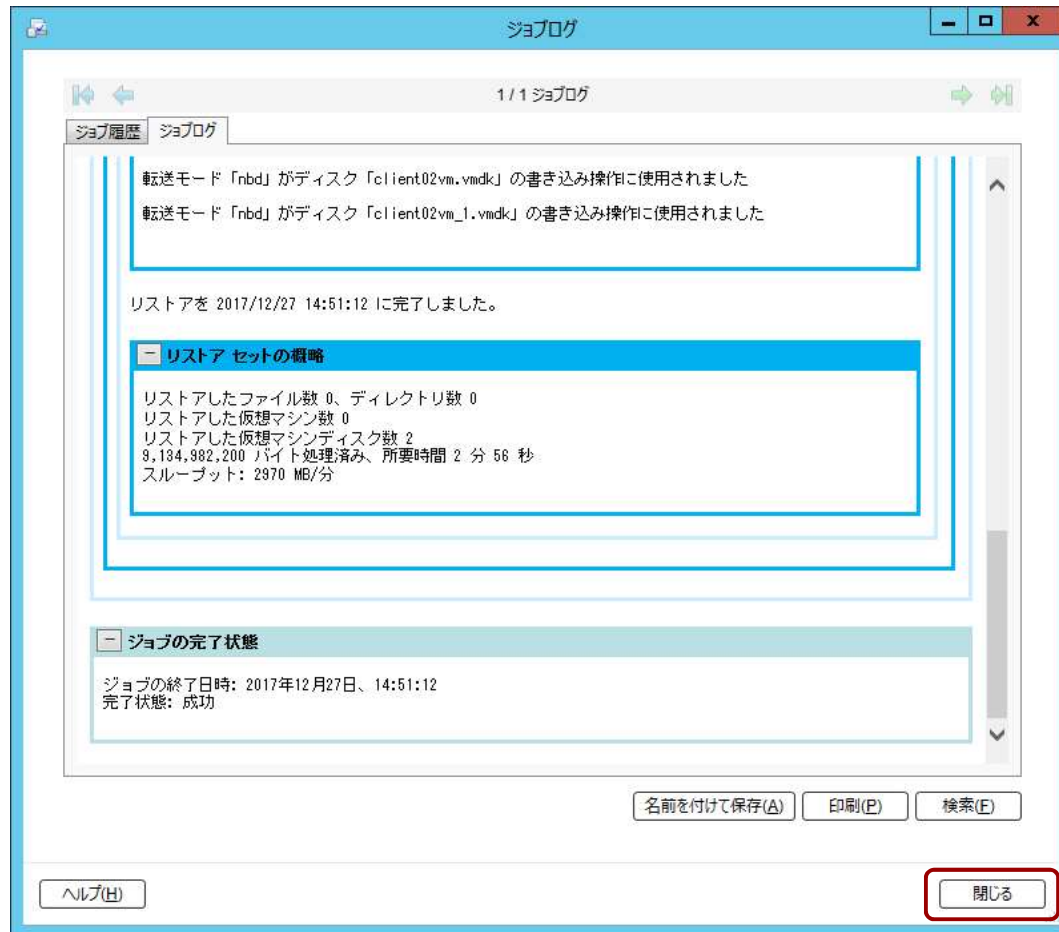 ジョブログ
1 / 1 ジョブログ
ジョブ履歴
ジョブログ
転送モード「nbd」がディスク「client02vm.vmdk」の書き込み操作に使用されました
転送モード「nbd」がディスク「client02vm_1.vmdk」の書き込み操作に使用されました
リストアを 2017/12/27 14:51:12 に完了しました。
リストア セットの概略
リストアしたファイル数 0、ディレクトリ数 0
リストアした仮想マシン数 0
リストアした仮想マシンディスク数 2
9,134,982,200 バイト処理済み、所要時間 2 分 56 秒
スループット: 2970 MB/分
ジョブの完了状態
ジョブの終了日時: 2017年12月27日、14:51:12
完了状態: 成功
名前を付けて保存(A)
印刷(P)
検索(F)
ヘルプ(H)
閉じる